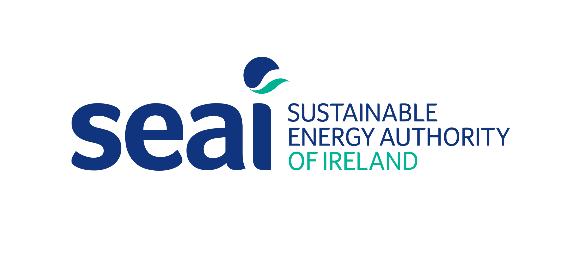 seai
SUSTAINABLE
ENERGY AUTHORITY
OF IRELAND